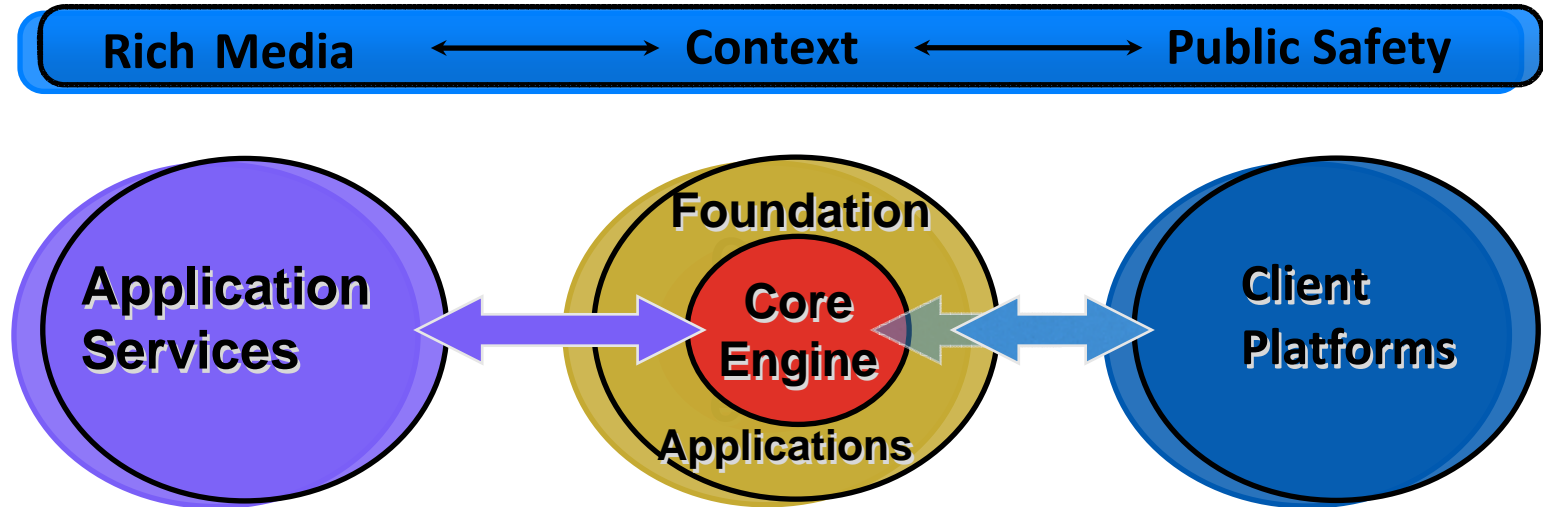 Rich Media Context Public Safety
Foundation
Application
Services
Core
Engine
Client
Platforms
Applications